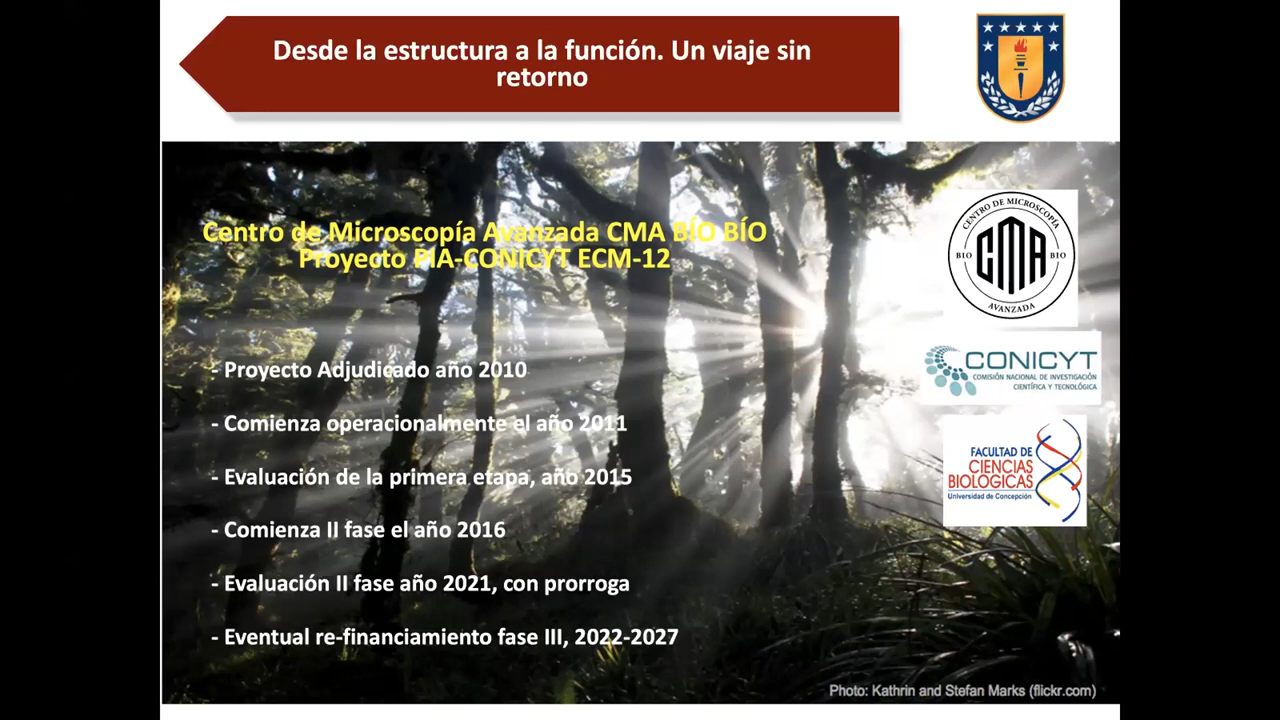 Desde la estructura a la función. Un viaje sin
retorno
Centro de Microscopía Avanzada CMA BÍO BÍO
Proyecto PIA-CONICYT ECM-12
- Proyecto Adjudicado año 2010
- Comienza operacionalmente el año 2011
- Evaluación de la primera etapa, año 2015
- Comienza II fase el año 2016
- Evaluación II fase año 2021, con prorroga
- Eventual re-financiamiento fase III, 2022-2027
CENTRO DE MICROSCOPÍA
BIO CMA BIO
AVANZADA
CONICYT
COMISIÓN NACIONAL DE INVESTIGACIÓN
CIENTÍFICA Y TECNOLÓGICA
FACULTAD DE
CIENCIAS
BIOLOGICAS
Universidad de Concepción
Photo: Kathrin and Stefan Marks (flickr.com)